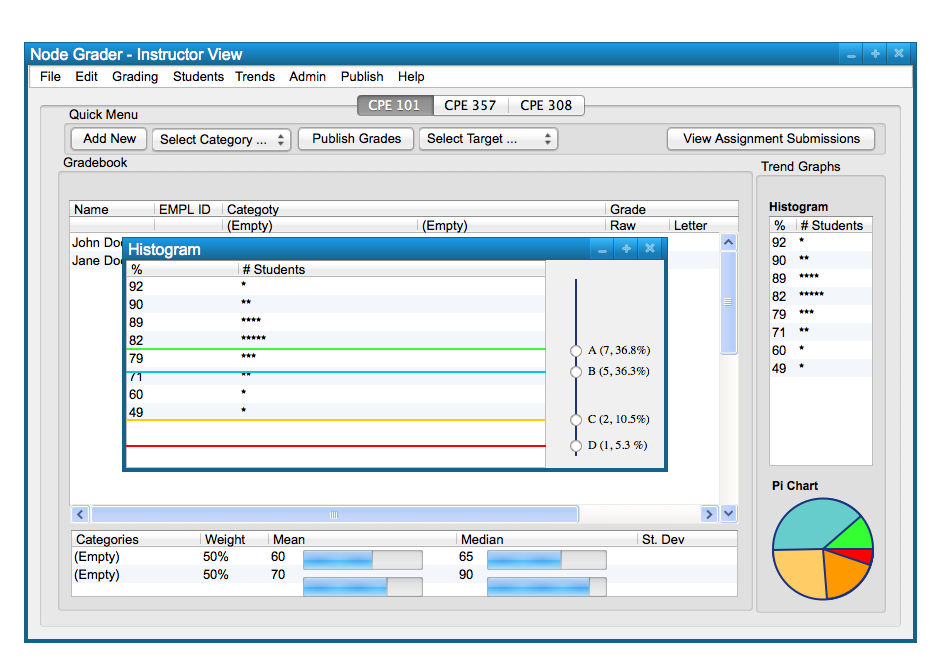 Node Grader - Instructor View
File Edit Grading Students Trends Admin Publish Help
CPE 101 CPE 357 CPE 308
Quick Menu
Add New Select Category ... Publish Grades Select Target ... View Assignment Submissions
Gradebook
Trend Graphs
Name EMPL ID Categoty Grade
(Empty) (Empty) Raw Letter
John Doe
Jane Doe
Histogram
% # Students
92 *
90 **
89 ****
82 *****
79 ***
71 **
60 *
49 *
A (7, 36.8%)
B (5, 36.3%)
C (2, 10.5%)
D (1, 5.3 %)
Histogram
% # Students
92 *
90 **
89 ****
82 *****
79 ***
71 **
60 *
49 *
Pi Chart
Categories Weight Mean Median St. Dev
(Empty) 50% 60 65
(Empty) 50% 70 90